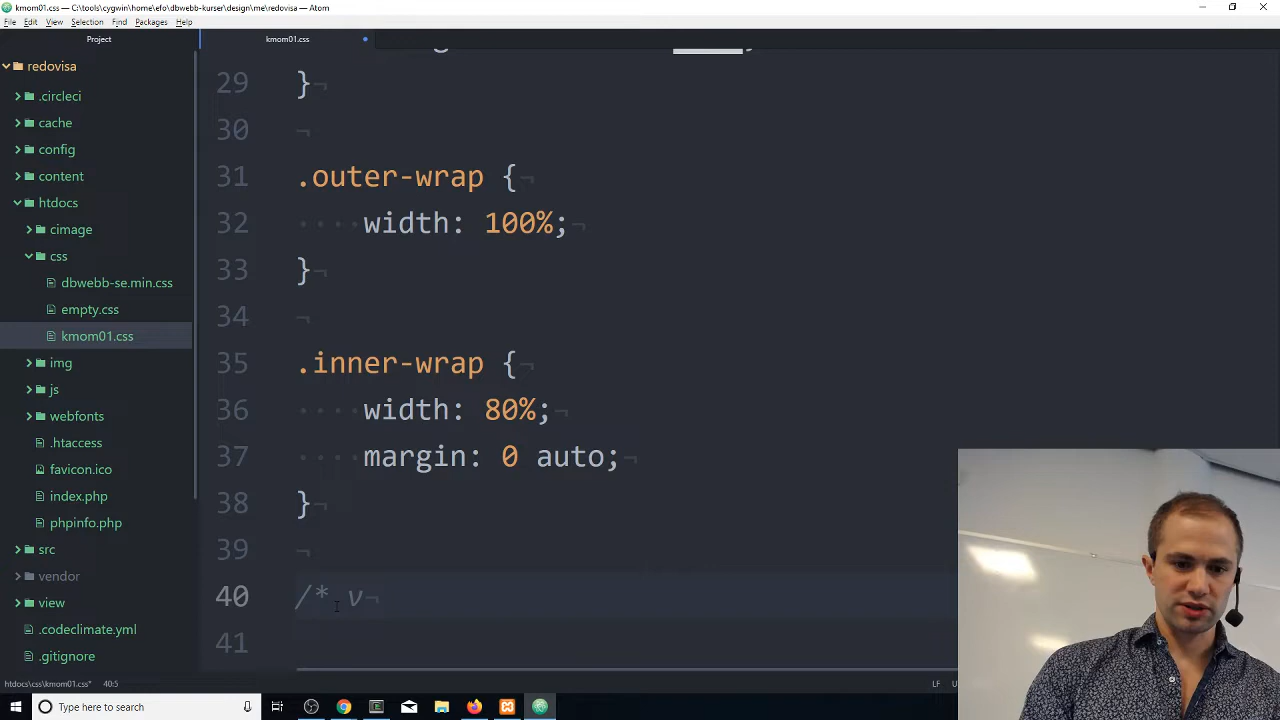 kmom01.css — C:\tools\cygwin\home\efo\dbwebb-kurser\design\me\redovisa — Atom
File Edit View Selection Find Packages Help
Project
kmom01.css
redovisa
.circleci
cache
config
content
htdocs
cimage
css
dbwebb-se.min.css
empty.css
kmom01.css
img
js
webfonts
.htaccess
favicon.ico
index.php
phpinfo.php
src
vendor
view
.codeclimate.yml
.gitignore
29 }
30
31 .outer-wrap {
32 width: 100%;
33 }
34
35 .inner-wrap {
36 width: 80%;
37 margin: 0 auto;
38 }
39
40 /* v
41
htdocs\css\kmom01.css* 40:5
LF
Type here to search